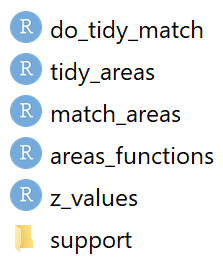 R do_tidy_match
R tidy_areas
R match_areas
R areas_functions
R z_values
support